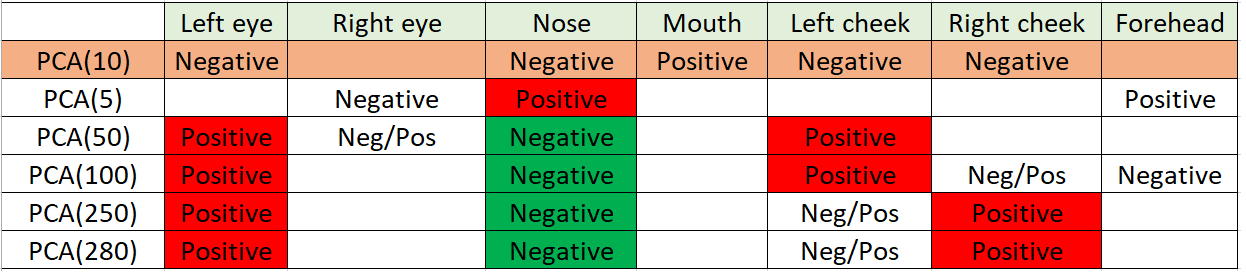 Left eye Right eye Nose Mouth Left cheek Right cheek Forehead
PCA(10) Negative Negative Positive Negative Negative
PCA(5) Negative Positive Positive
PCA(50) Positive Neg/Pos Negative Positive
PCA(100) Positive Negative Positive Neg/Pos Negative
PCA(250) Positive Negative Neg/Pos Positive
PCA(280) Positive Negative Neg/Pos Positive